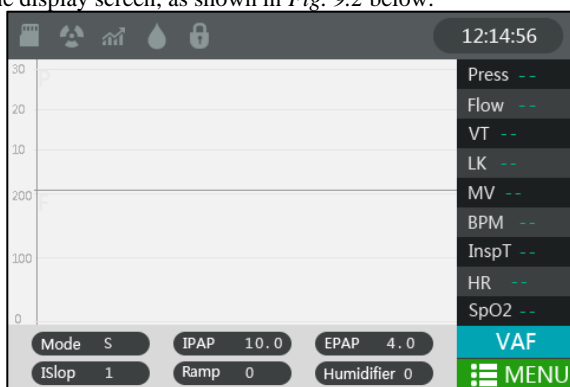 ne display screen, as shown in Fig. 9.2 below.
12:14:56
30
P
20
10
200
100
0
Press --
Flow --
VT --
LK --
MV --
BPM --
InspT --
HR --
SpO2 --
Mode S
IPAP 10.0
EPAP 4.0
VAF
ISlop 1
Ramp 0
Humidifier 0
MENU